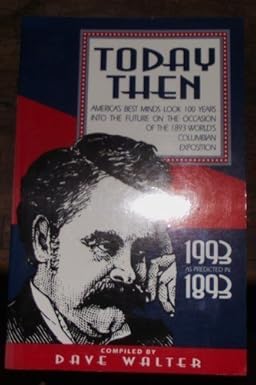 TODAY
THEN
AMERICA'S BEST MINDS LOOK 100 YEARS
INTO THE FUTURE ON THE OCCASION
OF THE 1893 WORLD'S
COLUMBIAN
EXPOSITION
1993
AS PREDICTED IN
1893
COMPILED BY
DAVE WALTER